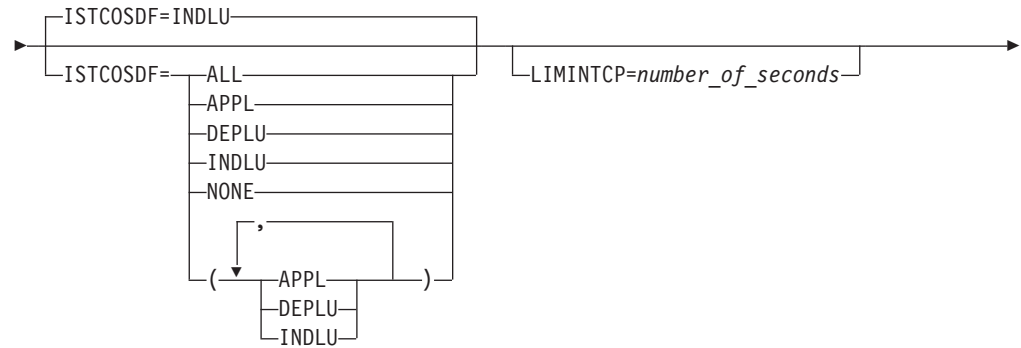 ISTCOSDF=INDLU
ISTCOSDF= ALL LIMINTCP=number_of_seconds
APPL
DEPLU
INDLU
NONE
,
( APPL )
DEPLU
INDLU